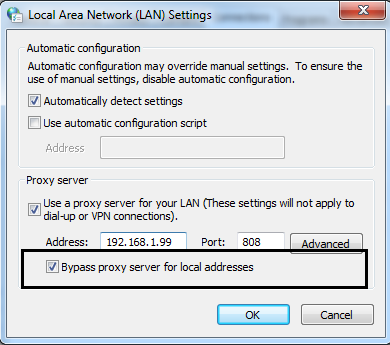 Local Area Network (LAN) Settings
Automatic configuration
Automatic configuration may override manual settings. To ensure the
use of manual settings, disable automatic configuration.
Automatically detect settings
Use automatic configuration script
Address
Proxy server
Use a proxy server for your LAN (These settings will not apply to
dial-up or VPN connections).
Address: 192.168.1.99 Port: 808 Advanced
Bypass proxy server for local addresses
OK Cancel